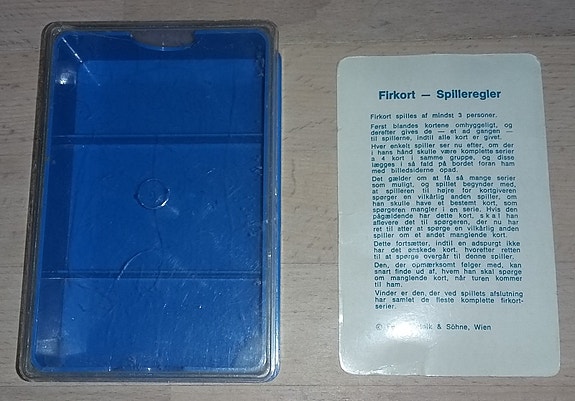 Firkort — Spilleregler
Firkort spilles af mindst 3 personer.
Først blandes kortene omhyggeligt, og
derefter gives de — et ad gangen —
til spillerne, indtil alle kort er givet.
Hver enkelt spiller ser nu efter, om der
i hans hånd skulle være komplette serier
a 4 kort i samme gruppe, og disse
lægges i så fald på bordet foran ham
med billedsiderne opad.
Det gælder om at få så mange serier
som muligt, og spillet begynder med,
at spilleren til højre for kortgiveren
spørger en vilkårlig anden spiller, om
han skulle have et bestemt kort, som
spørgeren mangler i en serie. Hvis den
pågældende har dette kort, skal han
aflevere det til spørgeren, der nu har
ret til atter at spørge en vilkårlig anden
spiller om et andet manglende kort.
Dette fortsætter, indtil en adspurgt ikke
har det ønskede kort, hvorefter retten
til at spørge overgår til denne spiller.
Den, der opmærksomt følger med, kan
snart finde ud af, hvem han skal spørge
om manglende kort, når turen kommer
til ham.
Vinder er den, der ved spillets afslutning
har samlet de fleste komplette firkort-
serier.
© & Söhne, Wien